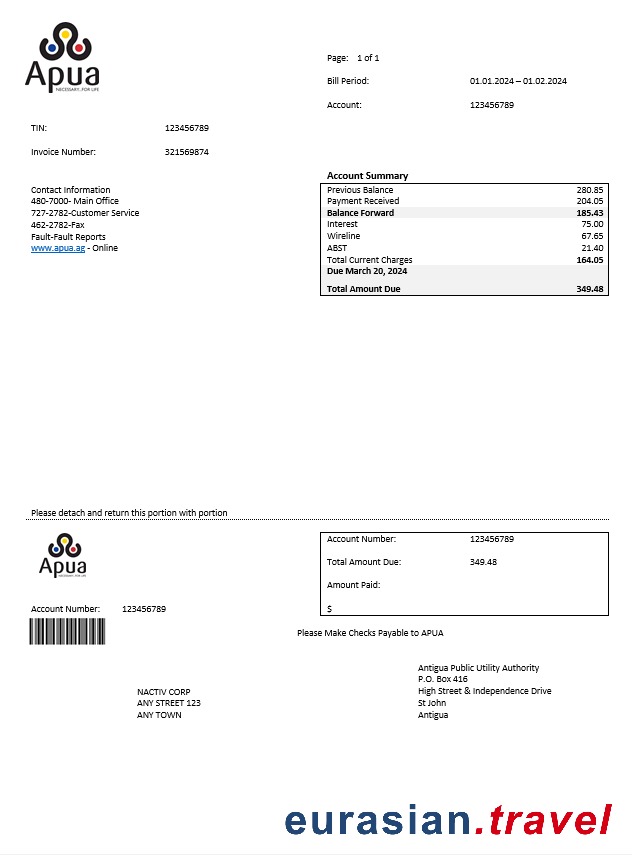 Apua
NECESSARY..FOR LIFE
Page: 1 of 1
Bill Period: 01.01.2024 – 01.02.2024
Account: 123456789
TIN: 123456789
Invoice Number: 321569874
Contact Information
480-7000- Main Office
727-2782-Customer Service
462-2782-Fax
Fault-Fault Reports
www.apua.ag - Online
Account Summary
Previous Balance 280.85
Payment Received 204.05
Balance Forward 185.43
Interest 75.00
Wireline 67.65
ABST 21.40
Total Current Charges 164.05
Due March 20, 2024
Total Amount Due 349.48
Please detach and return this portion with portion
Apua
NECESSARY..FOR LIFE
Account Number: 123456789
Total Amount Due: 349.48
Amount Paid:
$
Account Number: 123456789
Please Make Checks Payable to APUA
NACTIV CORP
ANY STREET 123
ANY TOWN
Antigua Public Utility Authority
P.O. Box 416
High Street & Independence Drive
St John
Antigua
eurasian.travel